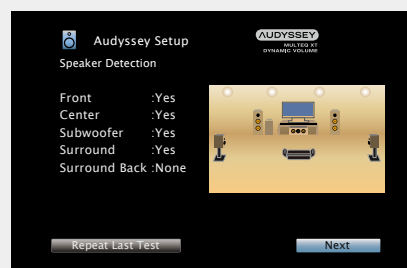 Audyssey Setup
AUDYSSEY
MULTEQ XT
DYNAMIC VOLUME
Speaker Detection
Front :Yes
Center :Yes
Subwoofer :Yes
Surround :Yes
Surround Back :None
Repeat Last Test
Next